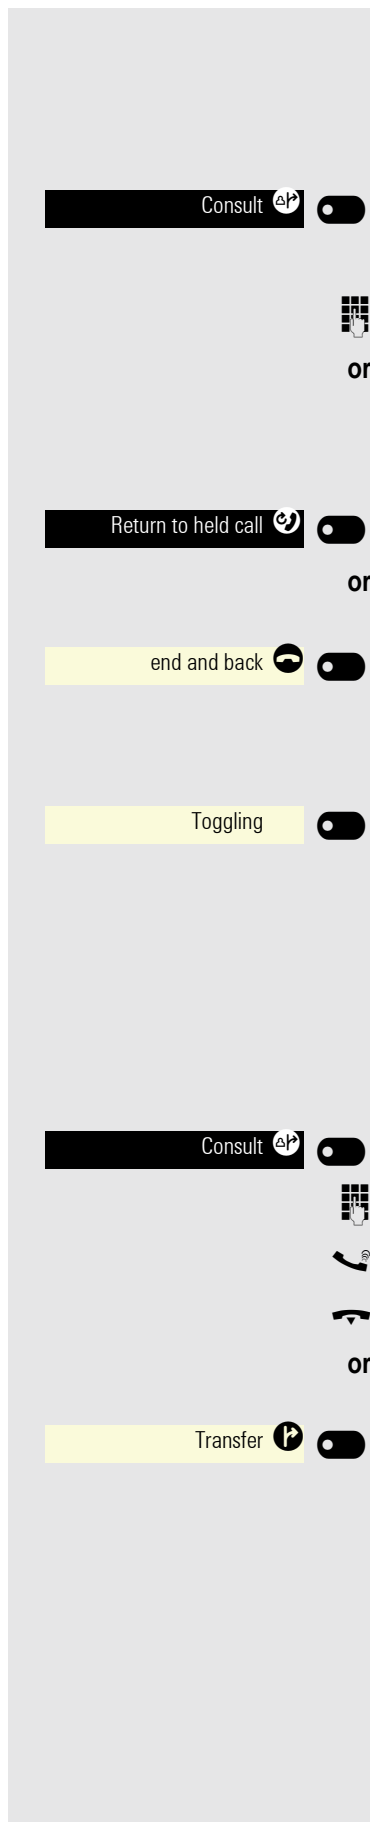 Consult
or
Return to held call
or
end and back
Toggling
Consult
or
Transfer